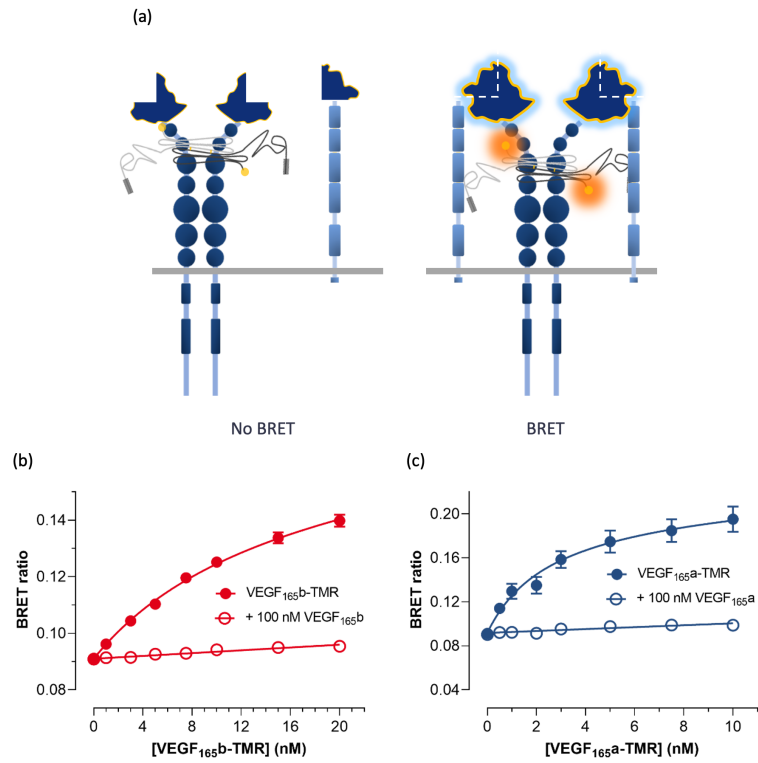 (a)
No BRET
BRET
(b)
(c)
0.14
0.12
0.10
0.08
BRET ratio
VEGF₁₆₅b-TMR
+ 100 nM VEGF₁₆₅b
0 4 8 12 16 20
[VEGF₁₆₅b-TMR] (nM)
0.20
0.16
0.12
0.08
0.04
BRET ratio
VEGF₁₆₅a-TMR
+ 100 nM VEGF₁₆₅a
0 2 4 6 8 10
[VEGF₁₆₅a-TMR] (nM)